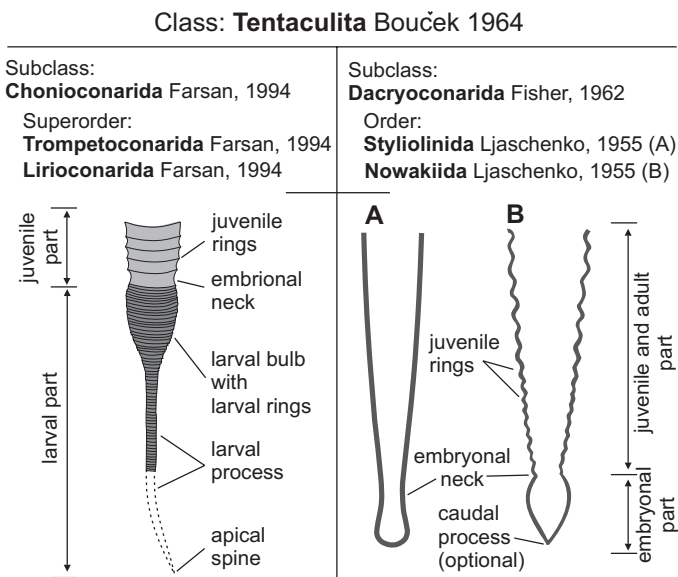 Class: Tentaculita Bouček 1964
Subclass:
Chonioconarida Farsan, 1994
Superorder:
Trompetoconarida Farsan, 1994
Lirioconarida Farsan, 1994
juvenile
part
larval part
juvenile
rings
embrional
neck
larval bulb
with
larval rings
larval
process
apical
spine
Subclass:
Dacryoconarida Fisher, 1962
Order:
Styliolinida Ljaschenko, 1955 (A)
Nowakiida Ljaschenko, 1955 (B)
A
B
juvenile
rings
embryonal
neck
caudal
process
(optional)
juvenile and adult
part
embryonal
part